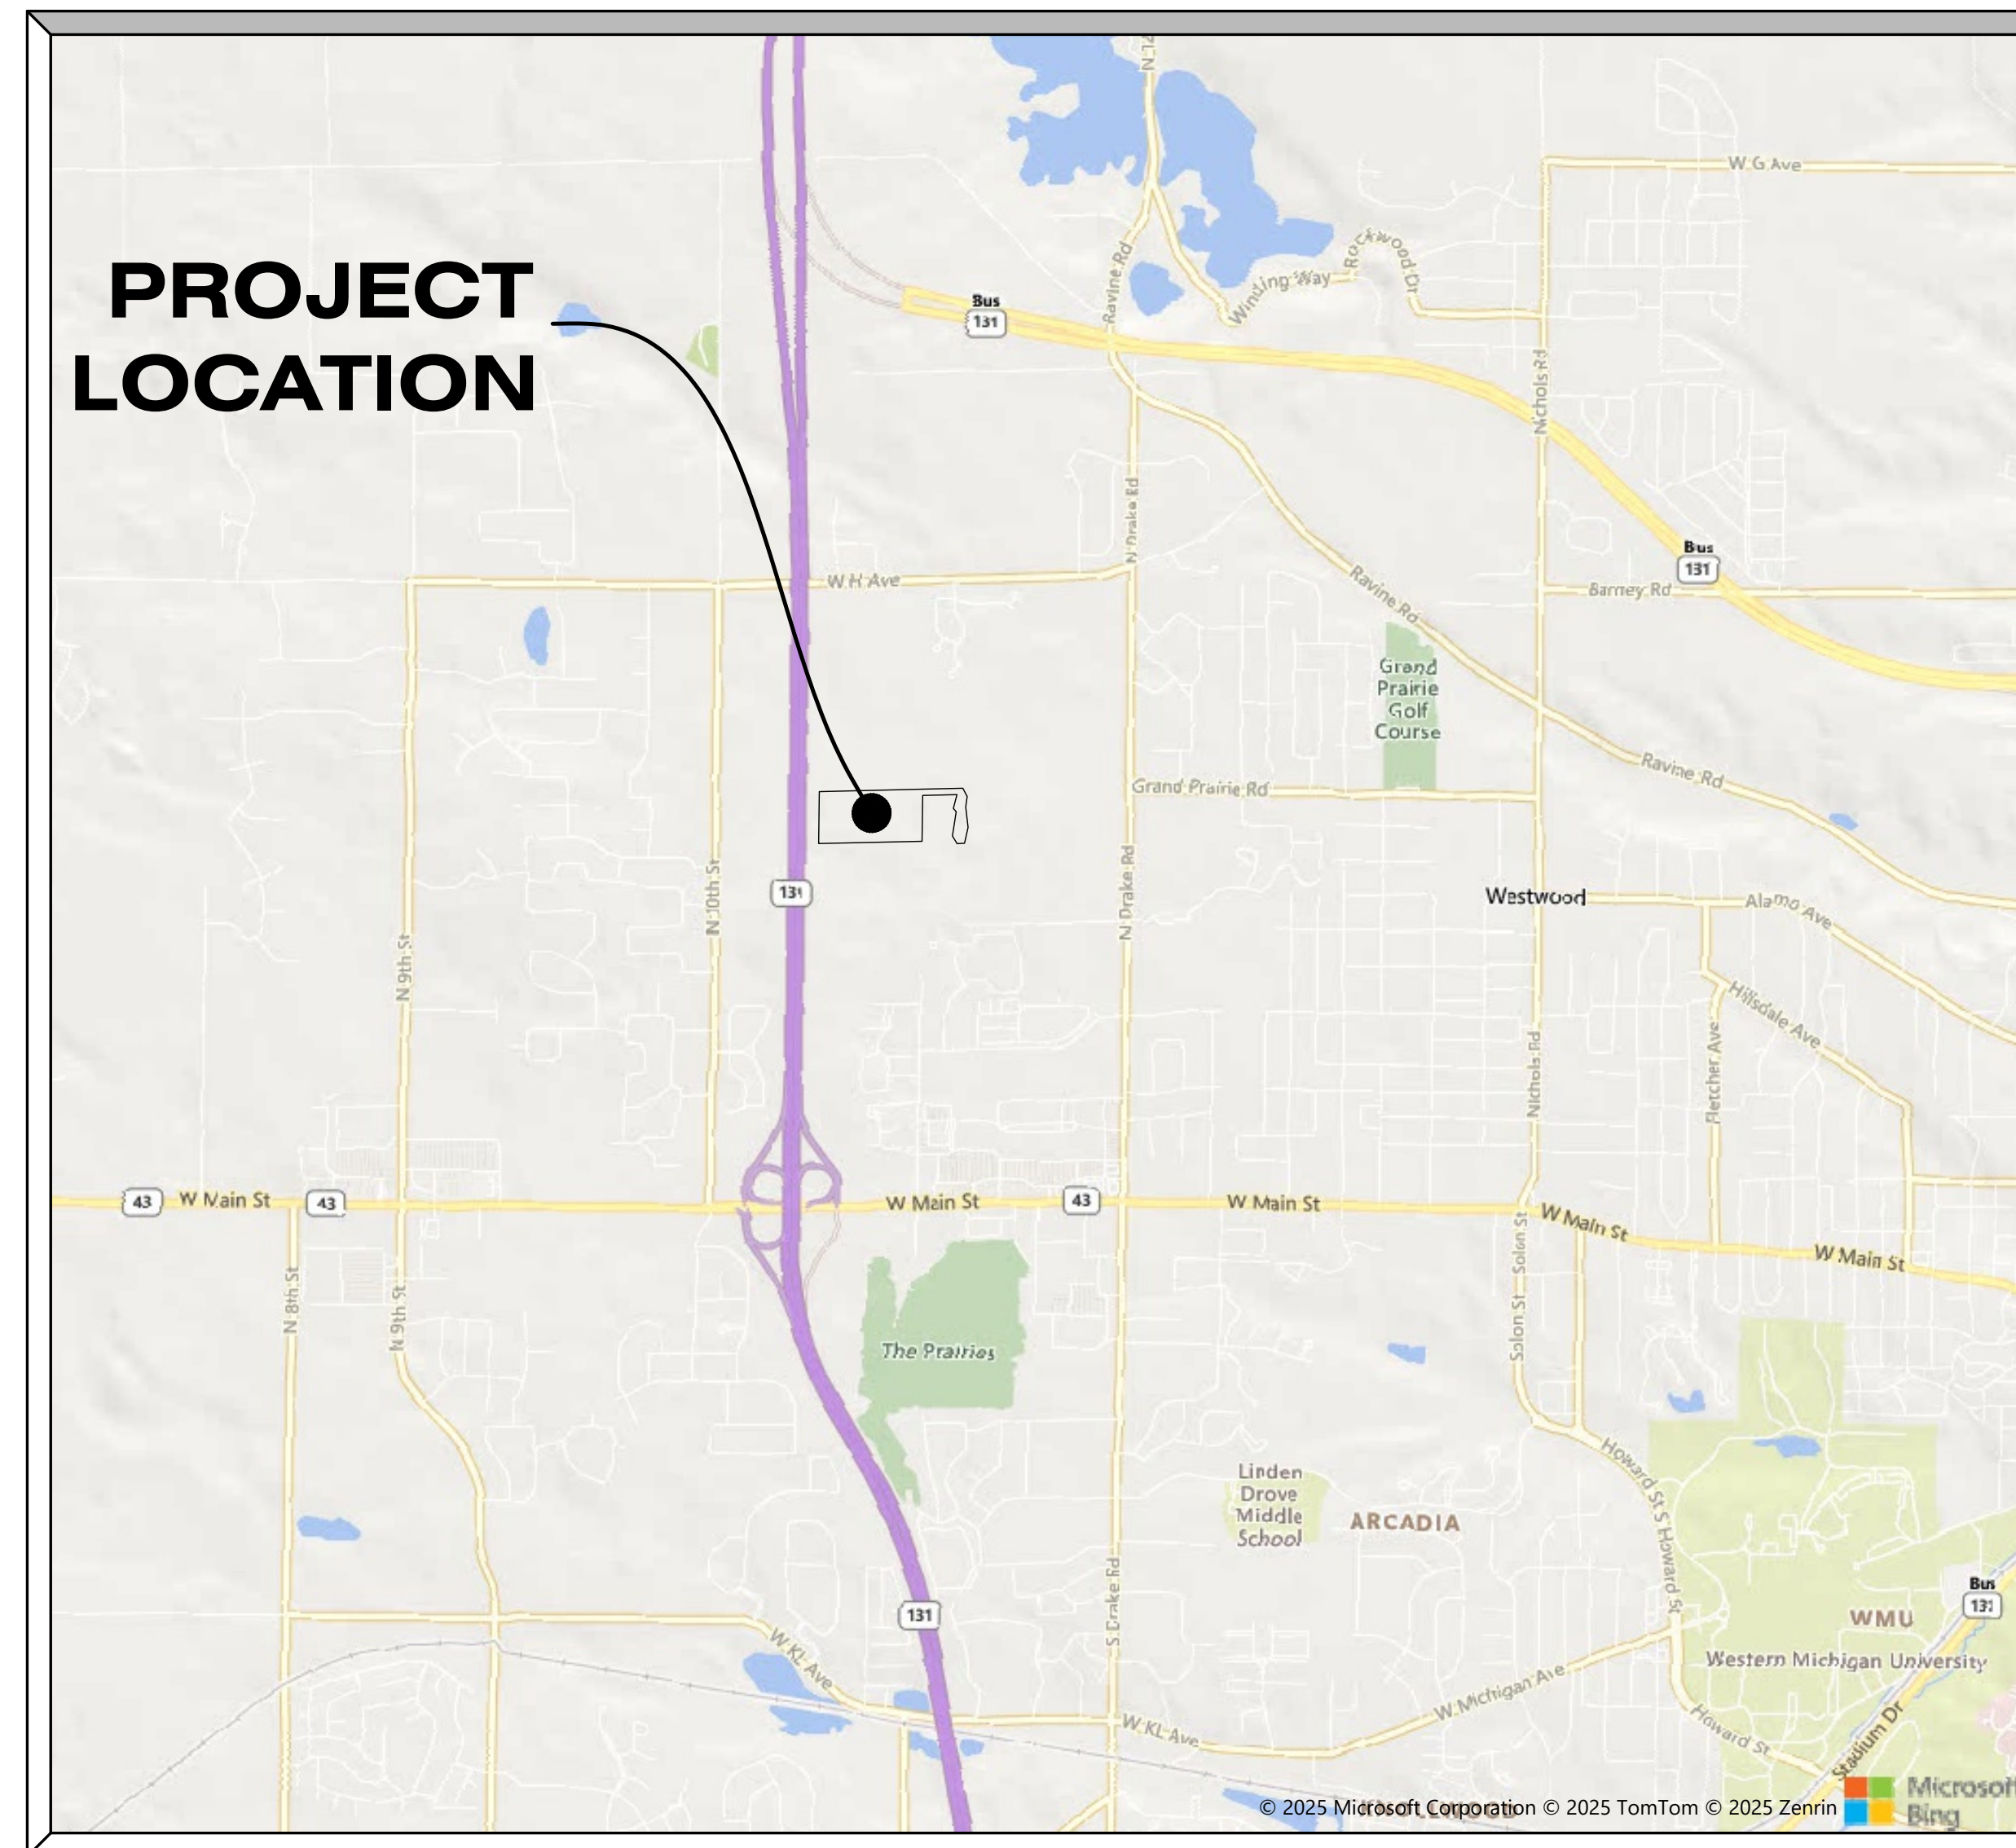 N 12
W G Ave
PROJECT
LOCATION
Ravine Rd
Winding Way
Rockwood Dr
Bus
131
Nichols Rd
N Drake Rd
Bus
131
W H Ave
Ravine Rd
Barney Rd
Grand
Prairie
Golf
Course
Ravine Rd
Grand Prairie Rd
131
N 10th St
N Drake Rd
Westwood
Alamo Ave
N 9th St
Hillsdale Ave
Nichols Rd
Fletcher Ave
43
W Main St
43
W Main St
43
W Main St
W Main St
W Main St
Solon St
Solon St
N 8th St
N 9th St
The Prairies
Howard St
S Howard St
Linden
Drove
Middle
School
ARCADIA
S Drake Rd
Bus
131
131
WMU
Western Michigan University
W KL Ave
W Michigan Ave
W KL Ave
Howard St
Stadium Dr
© 2025 Microsoft Corporation © 2025 TomTom © 2025 Zenrin
Microsoft
Bing